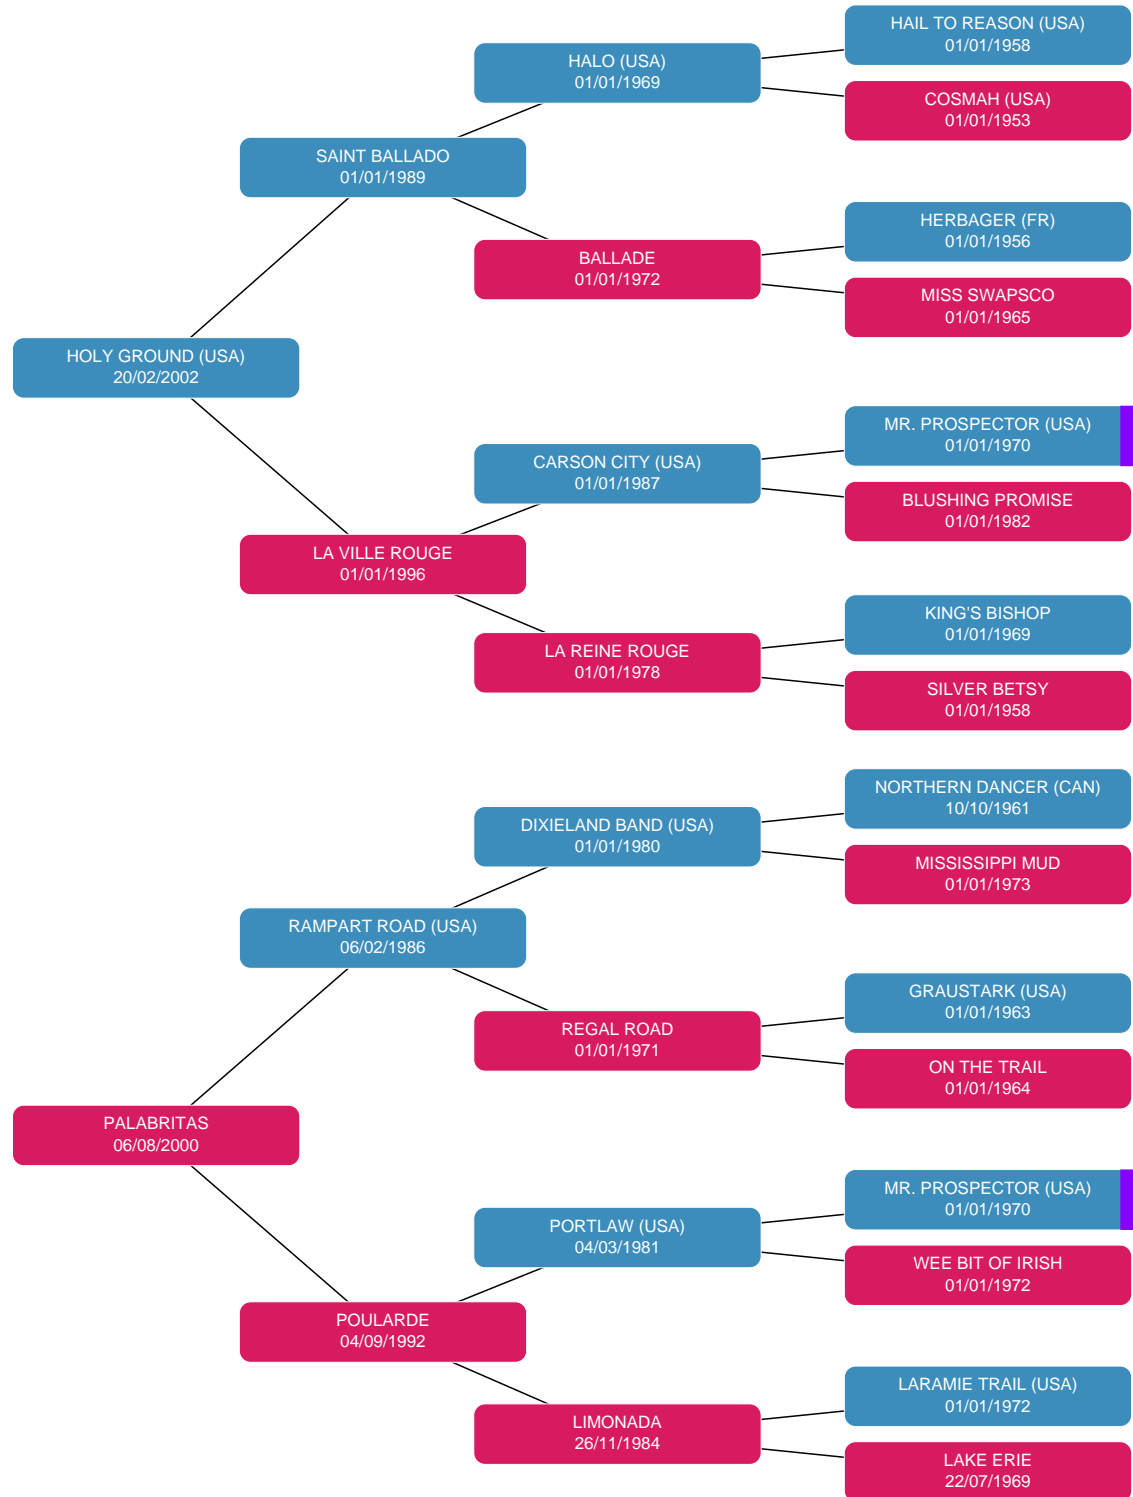 HAIL TO REASON (USA)
01/01/1958
HALO (USA)
01/01/1969
COSMAH (USA)
01/01/1953
SAINT BALLADO
01/01/1989
HERBAGER (FR)
01/01/1956
BALLADE
01/01/1972
MISS SWAPSCO
01/01/1965
HOLY GROUND (USA)
20/02/2002
MR. PROSPECTOR (USA)
01/01/1970
CARSON CITY (USA)
01/01/1987
BLUSHING PROMISE
01/01/1982
LA VILLE ROUGE
01/01/1996
KING'S BISHOP
01/01/1969
LA REINE ROUGE
01/01/1978
SILVER BETSY
01/01/1958
NORTHERN DANCER (CAN)
10/10/1961
DIXIELAND BAND (USA)
01/01/1980
MISSISSIPPI MUD
01/01/1973
RAMPART ROAD (USA)
06/02/1986
GRAUSTARK (USA)
01/01/1963
REGAL ROAD
01/01/1971
ON THE TRAIL
01/01/1964
PALABRITAS
06/08/2000
MR. PROSPECTOR (USA)
01/01/1970
PORTLAW (USA)
04/03/1981
WEE BIT OF IRISH
01/01/1972
POULARDE
04/09/1992
LARAMIE TRAIL (USA)
01/01/1972
LIMONADA
26/11/1984
LAKE ERIE
22/07/1969